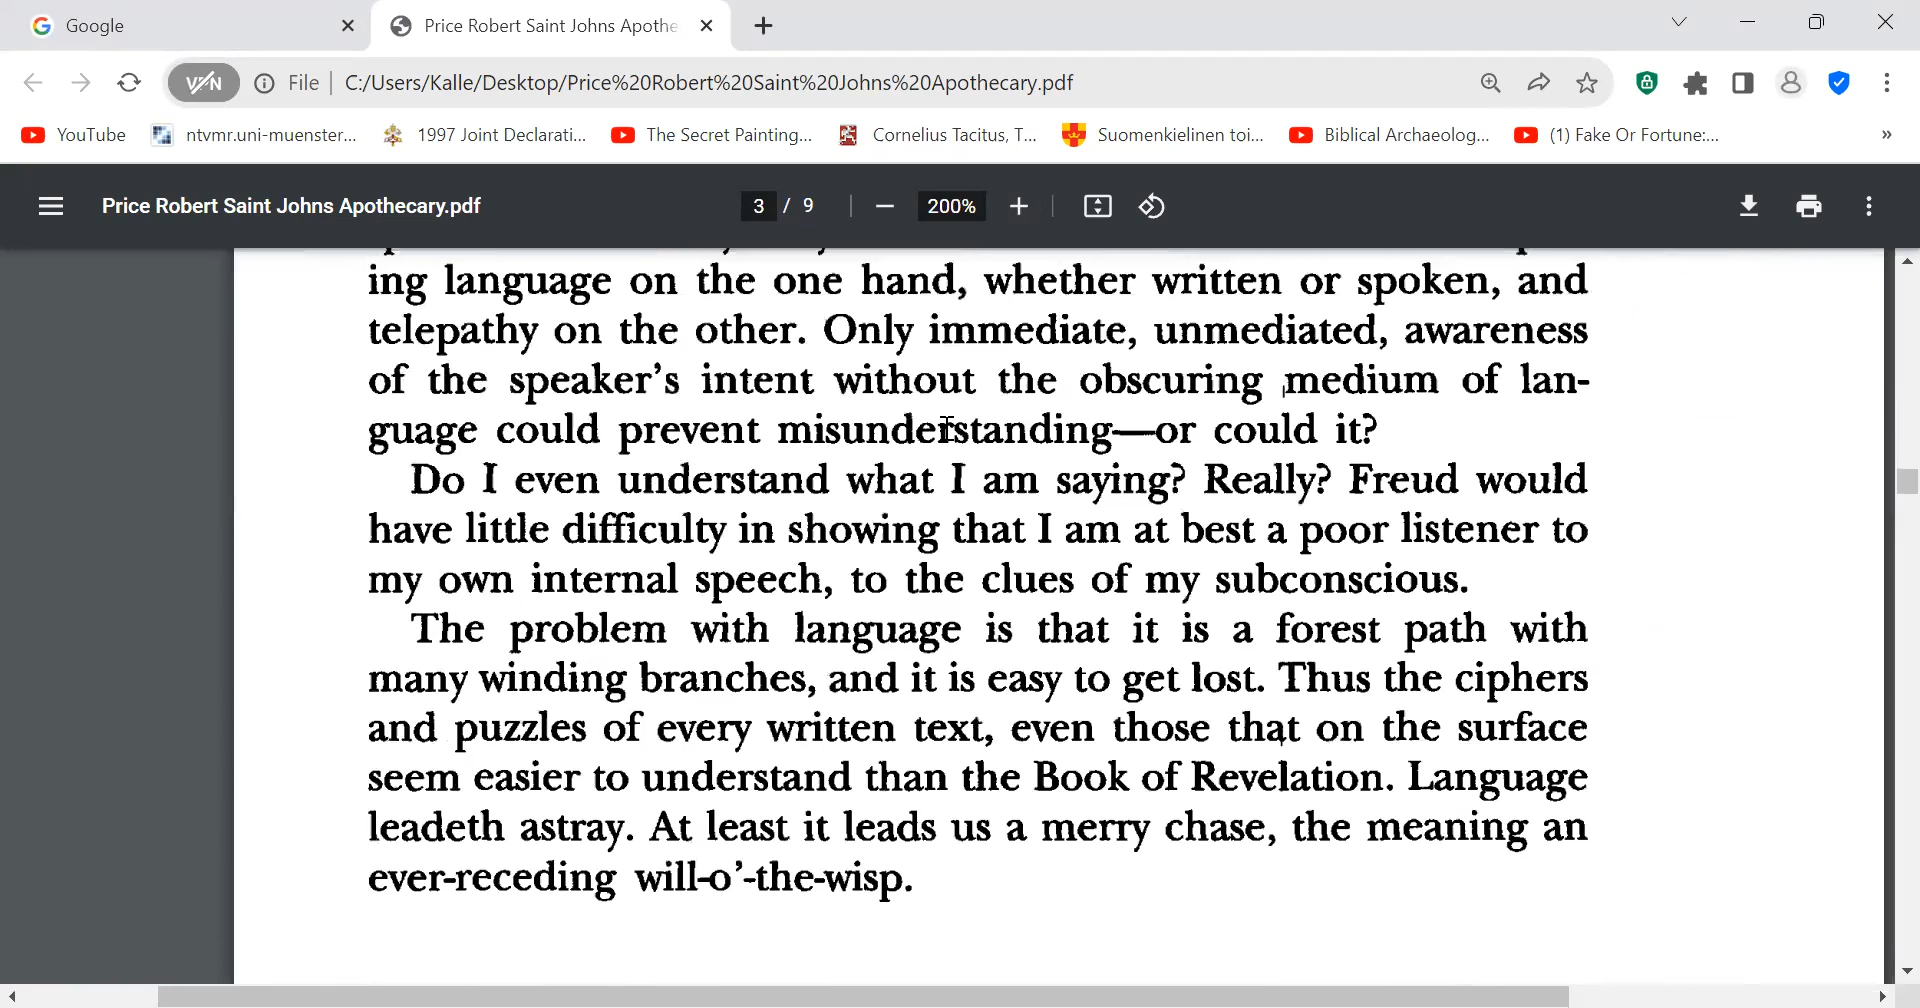 Google
Price Robert Saint Johns Apothe
VPN
File
C:/Users/Kalle/Desktop/Price%20Robert%20Saint%20Johns%20Apothecary.pdf
YouTube
ntvmr.uni-muenster...
1997 Joint Declarati...
The Secret Painting...
Cornelius Tacitus, T...
Suomenkielinen toi...
Biblical Archaeolog...
(1) Fake Or Fortune:...
»
Price Robert Saint Johns Apothecary.pdf
3 / 9
200%
ing language on the one hand, whether written or spoken, and
telepathy on the other. Only immediate, unmediated, awareness
of the speaker's intent without the obscuring medium of lan-
guage could prevent misunderstanding—or could it?
Do I even understand what I am saying? Really? Freud would
have little difficulty in showing that I am at best a poor listener to
my own internal speech, to the clues of my subconscious.
The problem with language is that it is a forest path with
many winding branches, and it is easy to get lost. Thus the ciphers
and puzzles of every written text, even those that on the surface
seem easier to understand than the Book of Revelation. Language
leadeth astray. At least it leads us a merry chase, the meaning an
ever-receding will-o'-the-wisp.